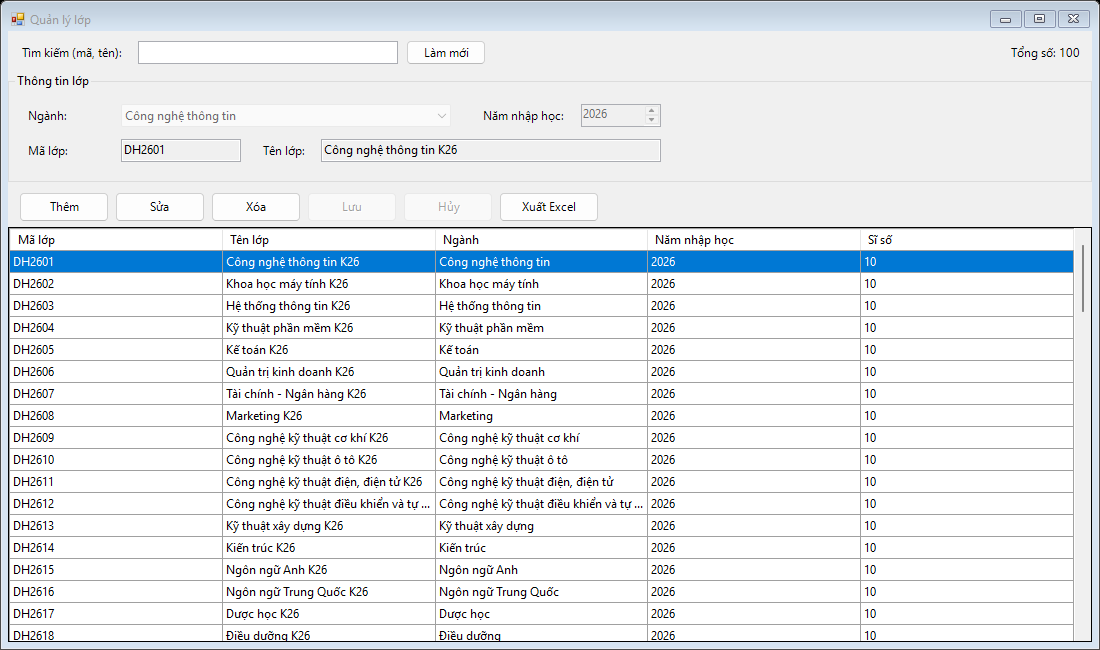 Quản lý lớp
Tìm kiếm (mã, tên): Làm mới Tổng số: 100
Thông tin lớp
Ngành: Công nghệ thông tin Năm nhập học: 2026
Mã lớp: DH2601 Tên lớp: Công nghệ thông tin K26
Thêm Sửa Xóa Lưu Hủy Xuất Excel
Mã lớp Tên lớp Ngành Năm nhập học Sĩ số
DH2601 Công nghệ thông tin K26 Công nghệ thông tin 2026 10
DH2602 Khoa học máy tính K26 Khoa học máy tính 2026 10
DH2603 Hệ thống thông tin K26 Hệ thống thông tin 2026 10
DH2604 Kỹ thuật phần mềm K26 Kỹ thuật phần mềm 2026 10
DH2605 Kế toán K26 Kế toán 2026 10
DH2606 Quản trị kinh doanh K26 Quản trị kinh doanh 2026 10
DH2607 Tài chính - Ngân hàng K26 Tài chính - Ngân hàng 2026 10
DH2608 Marketing K26 Marketing 2026 10
DH2609 Công nghệ kỹ thuật cơ khí K26 Công nghệ kỹ thuật cơ khí 2026 10
DH2610 Công nghệ kỹ thuật ô tô K26 Công nghệ kỹ thuật ô tô 2026 10
DH2611 Công nghệ kỹ thuật điện, điện tử K26 Công nghệ kỹ thuật điện, điện tử 2026 10
DH2612 Công nghệ kỹ thuật điều khiển và tự ... Công nghệ kỹ thuật điều khiển và tự ... 2026 10
DH2613 Kỹ thuật xây dựng K26 Kỹ thuật xây dựng 2026 10
DH2614 Kiến trúc K26 Kiến trúc 2026 10
DH2615 Ngôn ngữ Anh K26 Ngôn ngữ Anh 2026 10
DH2616 Ngôn ngữ Trung Quốc K26 Ngôn ngữ Trung Quốc 2026 10
DH2617 Dược học K26 Dược học 2026 10
DH2618 Điều dưỡng K26 Điều dưỡng 2026 10